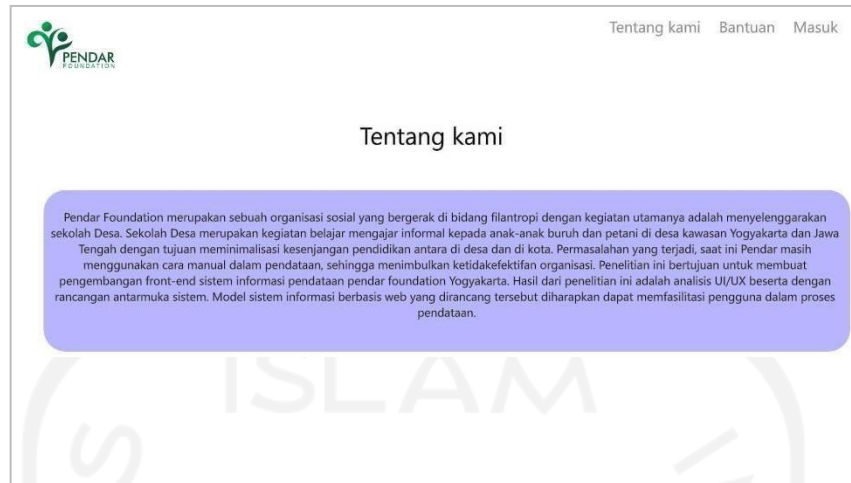 PENDAR
FOUNDATION
Tentang kami Bantuan Masuk
Tentang kami
Pendar Foundation merupakan sebuah organisasi sosial yang bergerak di bidang filantropi dengan kegiatan utamanya adalah menyelenggarakan
sekolah Desa. Sekolah Desa merupakan kegiatan belajar mengajar informal kepada anak-anak buruh dan petani di desa kawasan Yogyakarta dan Jawa
Tengah dengan tujuan meminimalisasi kesenjangan pendidikan antara di desa dan di kota. Permasalahan yang terjadi, saat ini Pendar masih
menggunakan cara manual dalam pendataan, sehingga menimbulkan ketidakefektifan organisasi. Penelitian ini bertujuan untuk membuat
pengembangan front-end sistem informasi pendataan pendar foundation Yogyakarta. Hasil dari penelitian ini adalah analisis UI/UX beserta dengan
rancangan antarmuka sistem. Model sistem informasi berbasis web yang dirancang tersebut diharapkan dapat memfasilitasi pengguna dalam proses
pendataan.
ISLAM